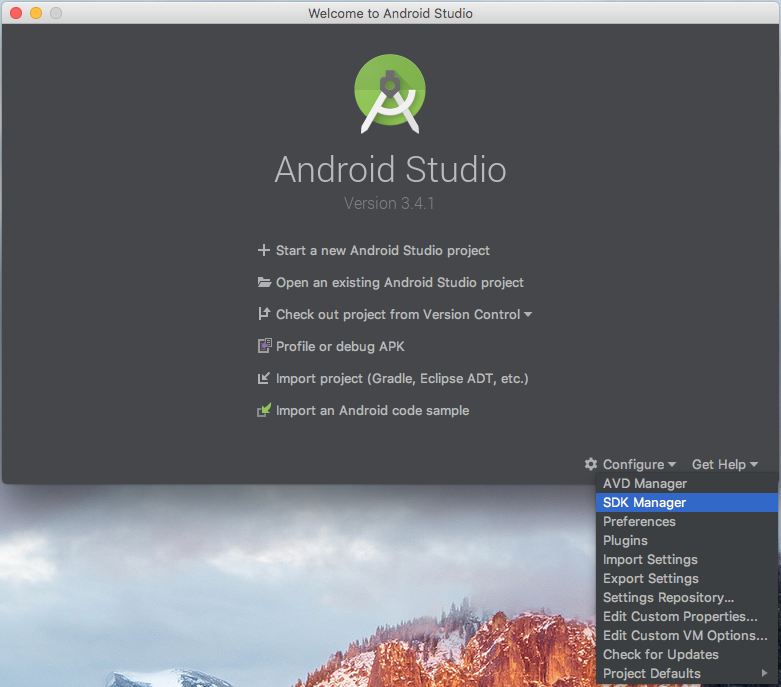 Welcome to Android Studio
Android Studio
Version 3.4.1
Start a new Android Studio project
Open an existing Android Studio project
Check out project from Version Control
Profile or debug APK
Import project (Gradle, Eclipse ADT, etc.)
Import an Android code sample
Configure Get Help
AVD Manager
SDK Manager
Preferences
Plugins
Import Settings
Export Settings
Settings Repository...
Edit Custom Properties...
Edit Custom VM Options...
Check for Updates
Project Defaults